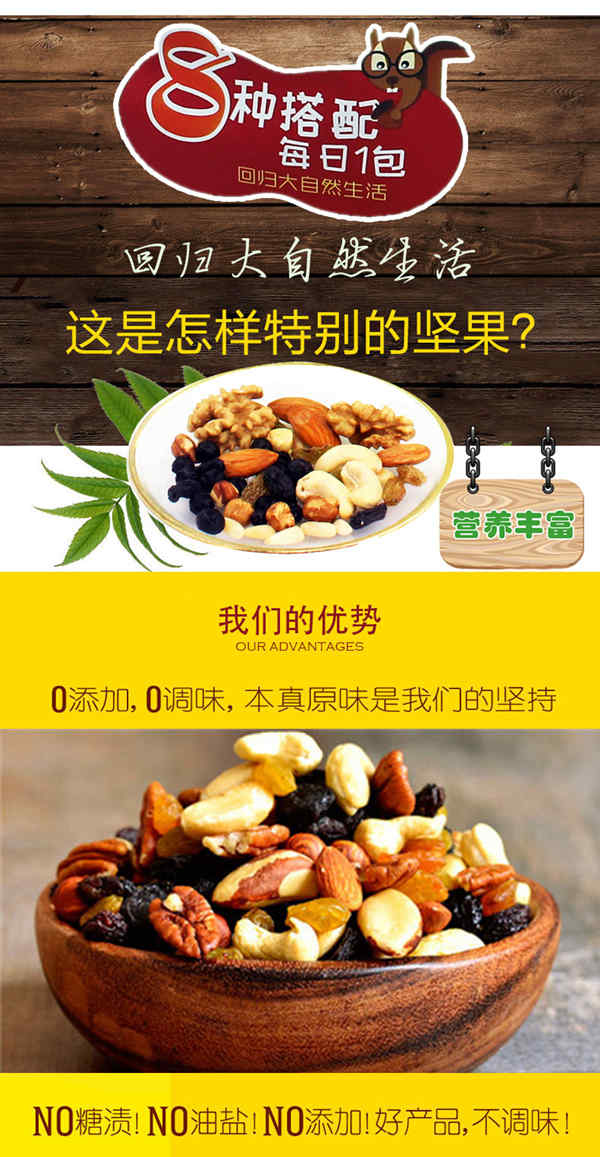 8种搭配
每日1包
回归大自然生活
回归大自然生活
这是怎样特别的坚果?
营养丰富
我们的优势
OUR ADVANTAGES
0添加,0调味,本真原味是我们的坚持
NO糖渍!NO油盐!NO添加!好产品,不调味!